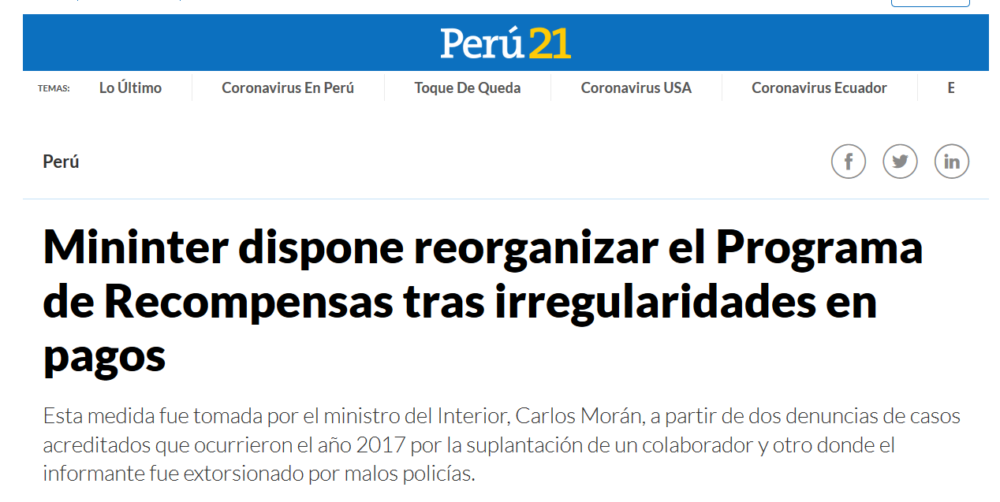 Perú 21
TEMAS: Lo Último Coronavirus En Perú Toque De Queda Coronavirus USA Coronavirus Ecuador E
Perú
Mininter dispone reorganizar el Programa
de Recompensas tras irregularidades en
pagos
Esta medida fue tomada por el ministro del Interior, Carlos Morán, a partir de dos denuncias de casos
acreditados que ocurrieron el año 2017 por la suplantación de un colaborador y otro donde el
informante fue extorsionado por malos policías.